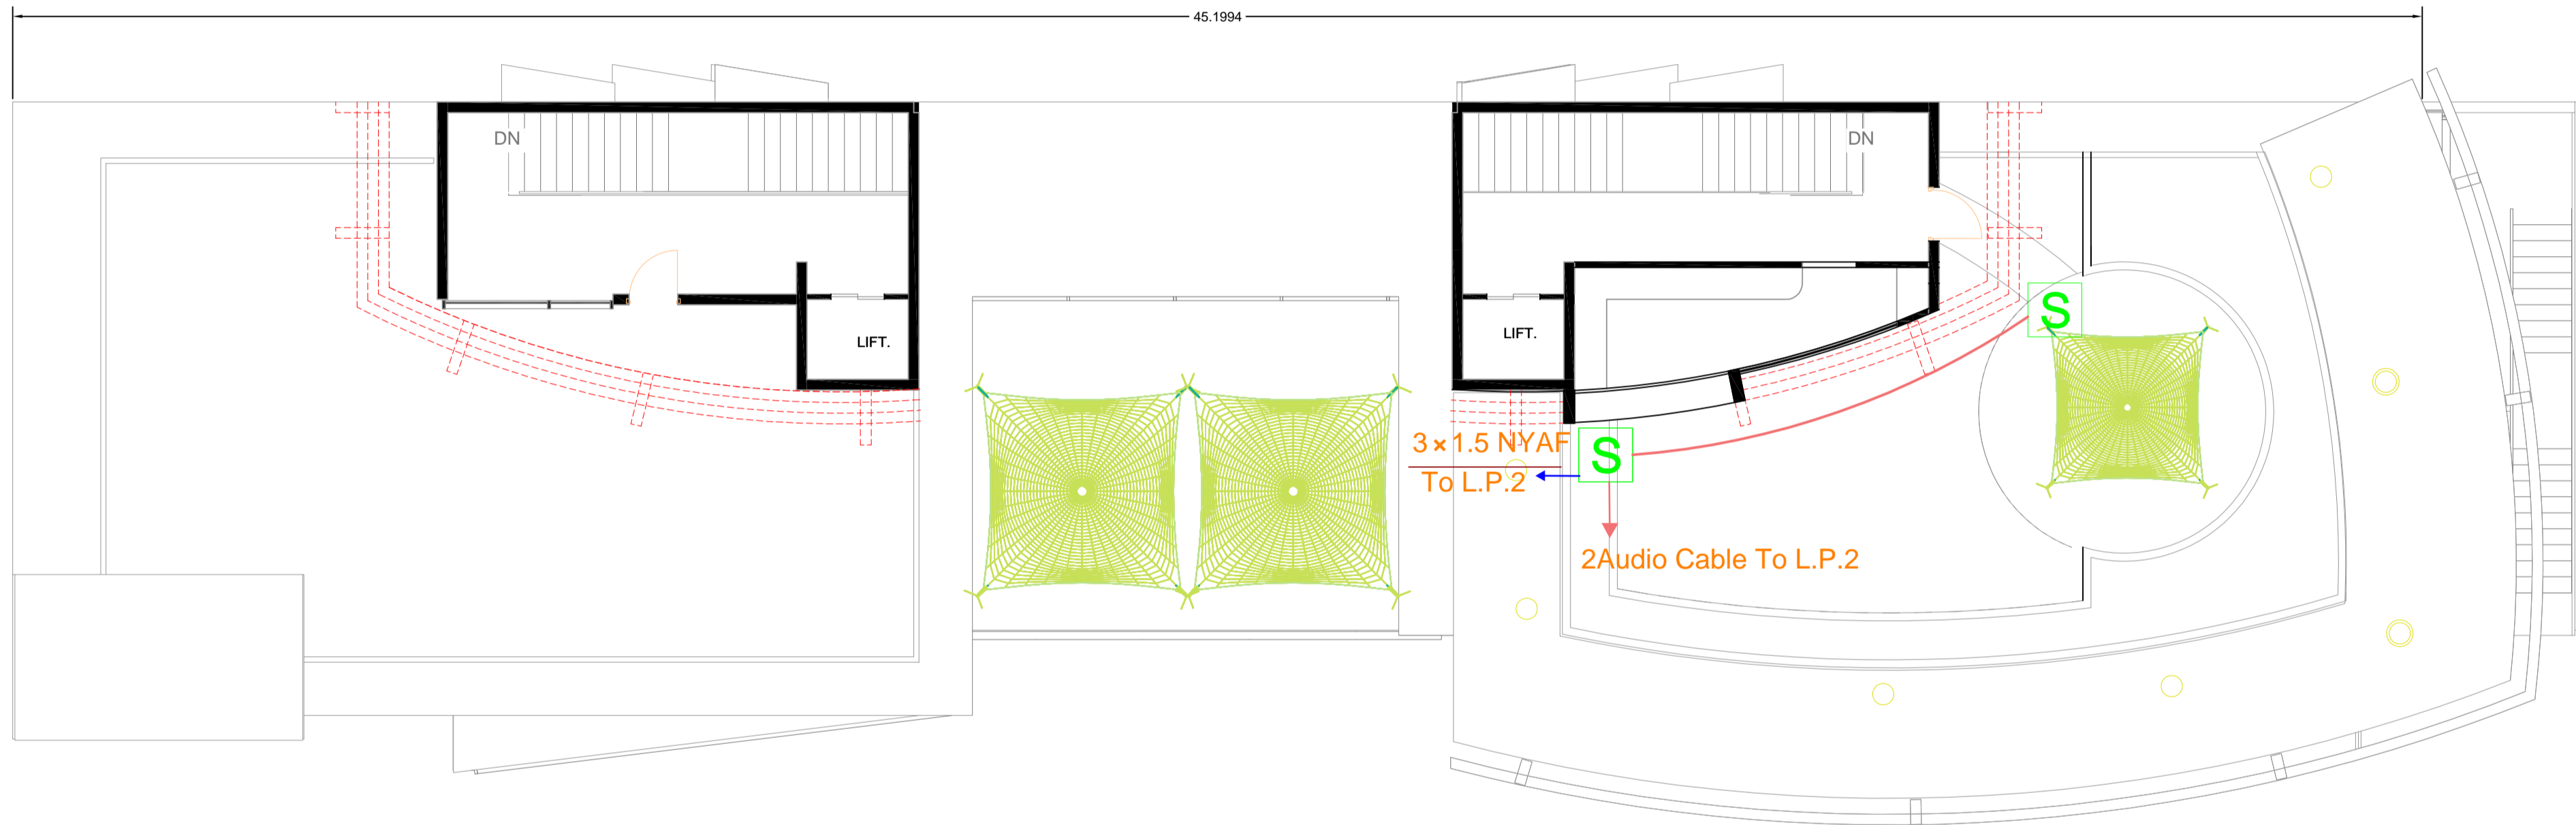 45.1994
DN
DN
LIFT.
LIFT.
S
S
3×1.5 NYAF
To L.P.2
2Audio Cable To L.P.2